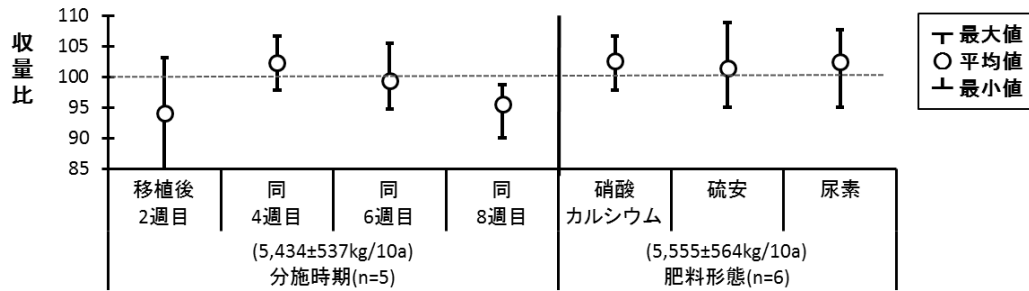 収量比
110
105
100
95
90
85
移植後
2週目
同
4週目
同
6週目
同
8週目
(5,434±537kg/10a)
分施時期(n=5)
硝酸
カルシウム
硫安
尿素
(5,555±564kg/10a)
肥料形態(n=6)
最大値
平均値
最小値